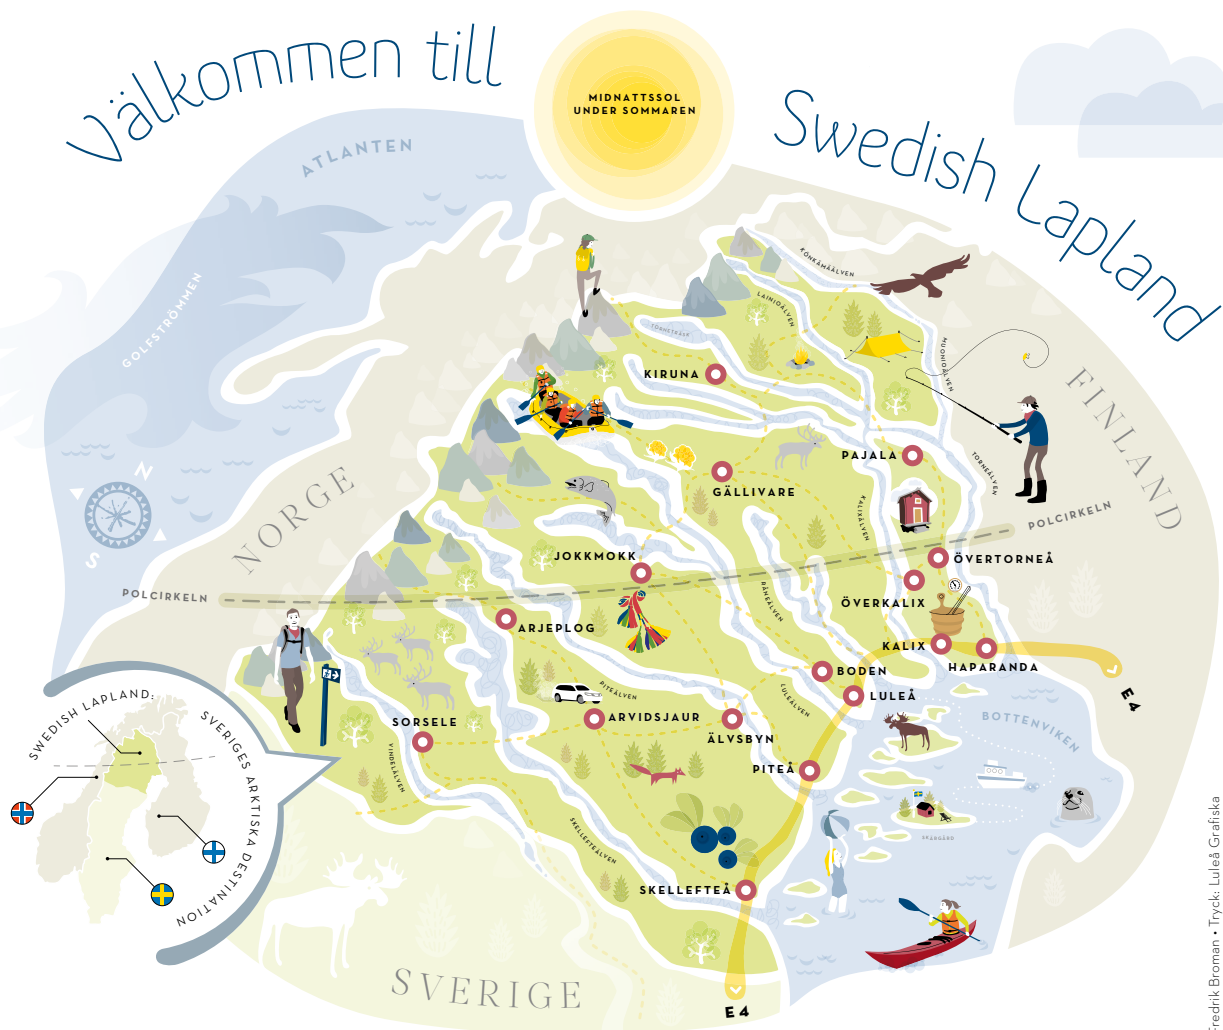 Välkommen till
Swedish Lapland
MIDNATTSSOL
UNDER SOMMAREN
ATLANTEN
GOLFSTRÖMMEN
N
S
NORGE
FINLAND
SVERIGE
KÖNKÄMÄÄLVEN
LAINIOÄLVEN
TORNETRÄSK
MUONIOÄLVEN
KIRUNA
PAJALA
TORNEÄLVEN
GÄLLIVARE
KALIXÄLVEN
POLCIRKELN
POLCIRKELN
JOKKMOKK
ÖVERTORNEÅ
ÖVERKALIX
RÅNEÄLVEN
ARJEPLOG
KALIX
HAPARANDA
BODEN
LULEÅ
E4
PITEÄLVEN
LULEÄLVEN
SORSELE
ARVIDSJAUR
ÄLVSBYN
BOTTENVIKEN
VINDELÄLVEN
PITEÅ
SKELLEFTEÄLVEN
SKÄRGÅRD
SKELLEFTEÅ
E4
SWEDISH LAPLAND:
SVERIGES ARKTISKA DESTINATION
Fredrik Broman • Tryck: Luleå Grafiska